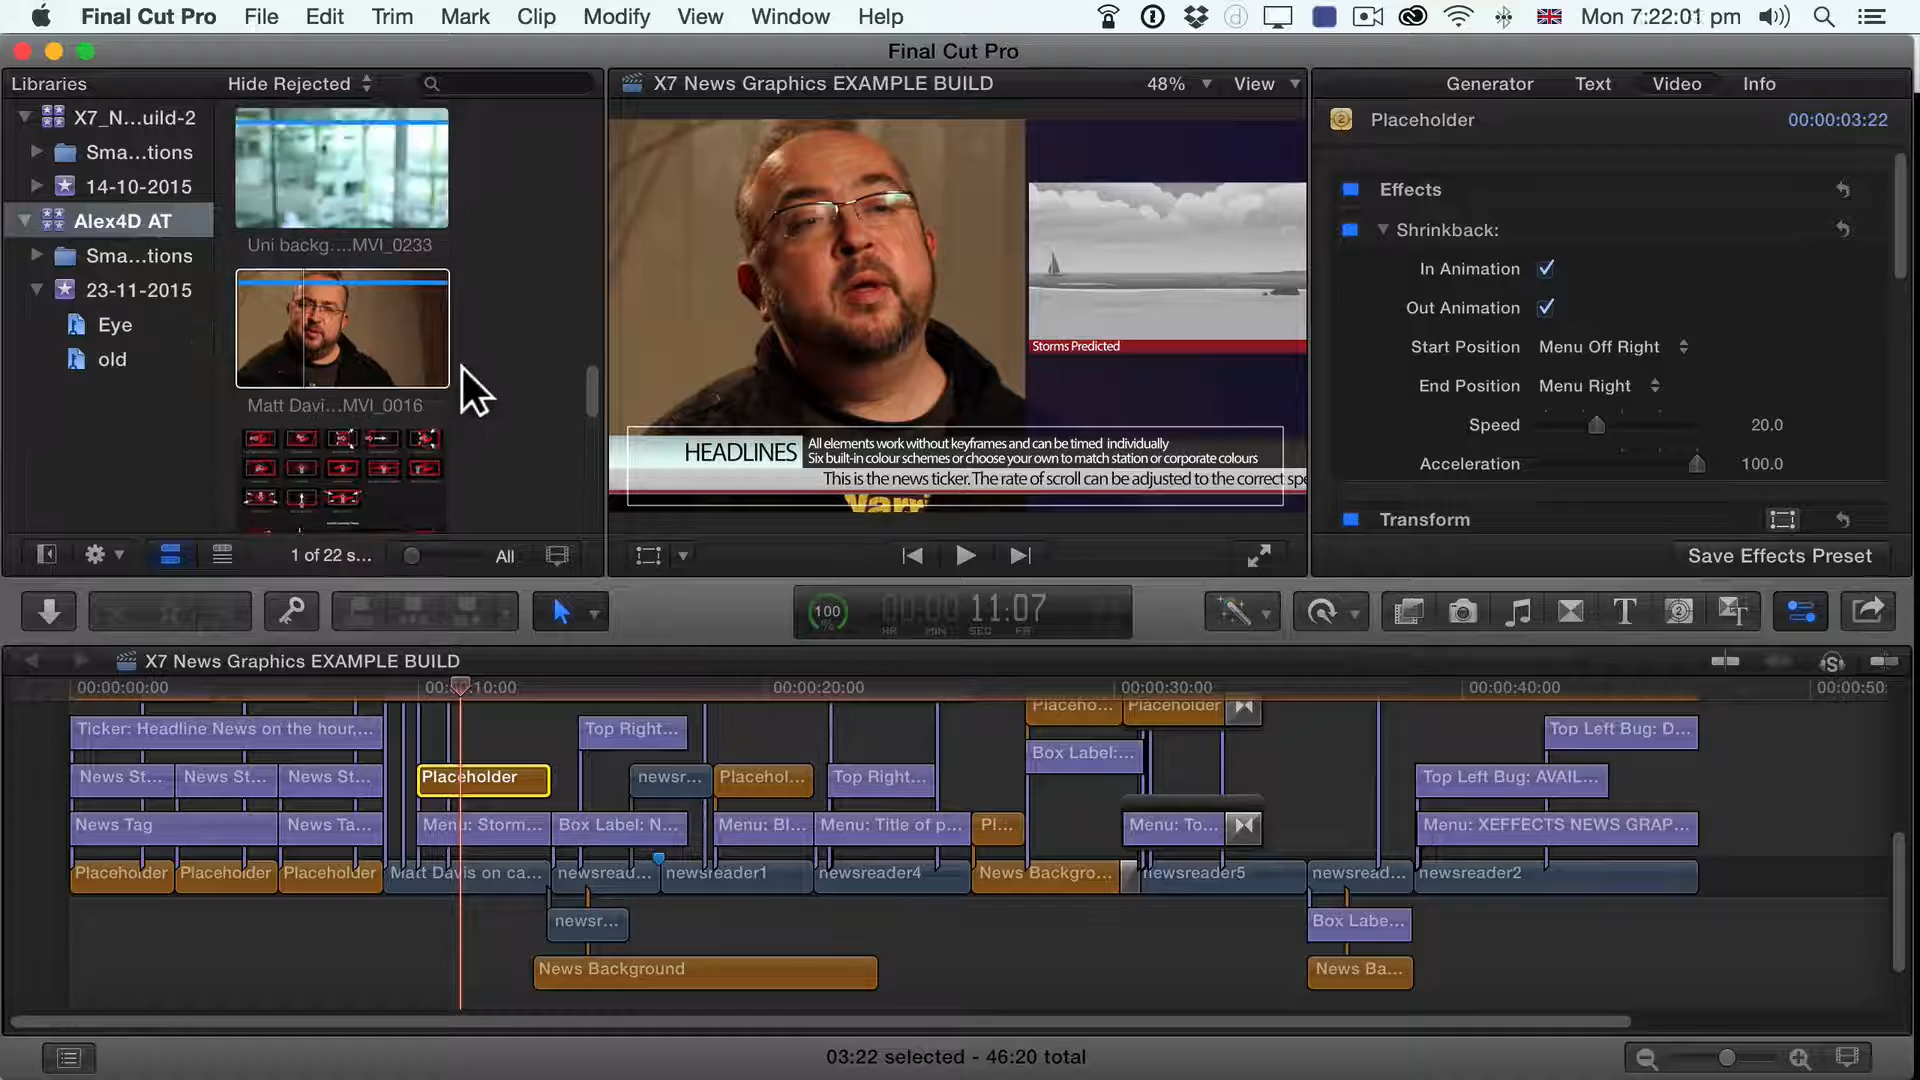 Final Cut Pro File Edit Trim Mark Clip Modify View Window Help Mon 7:22:01 pm
Final Cut Pro
Libraries Hide Rejected
X7_N...uild-2
Sma...tions
14-10-2015
Alex4D AT
Sma...tions
23-11-2015
Eye
old
Uni backg....MVI_0233
Matt Davi...MVI_0016
1 of 22 s... All
X7 News Graphics EXAMPLE BUILD 48% View
Storms Predicted
HEADLINES
All elements work without keyframes and can be timed individually
Six built-in colour schemes or choose your own to match station or corporate colours
This is the news ticker. The rate of scroll can be adjusted to the correct spe
Generator Text Video Info
Placeholder 00:00:03:22
Effects
Shrinkback:
In Animation
Out Animation
Start Position Menu Off Right
End Position Menu Right
Speed 20.0
Acceleration 100.0
Transform
Save Effects Preset
100 % 00:00 11:07
HR MIN SEC FR
X7 News Graphics EXAMPLE BUILD
00:00:00:00 00:00:10:00 00:00:20:00 00:00:30:00 00:00:40:00 00:00:50:
Placeho... Placeholder
Ticker: Headline News on the hour,... Top Right... Top Left Bug: D...
Box Label:...
News St... News St... News St... Placeholder newsr... Placehol... Top Right... Top Left Bug: AVAIL...
News Tag News Ta... Menu: Storm... Box Label: N... Menu: Bl... Menu: Title of p... Pl... Menu: To... Menu: XEFFECTS NEWS GRAP...
Placeholder Placeholder Placeholder Matt Davis on ca... newsread... newsreader1 newsreader4 News Backgro... newsreader5 newsread... newsreader2
newsr... Box Labe...
News Background News Ba...
03:22 selected - 46:20 total